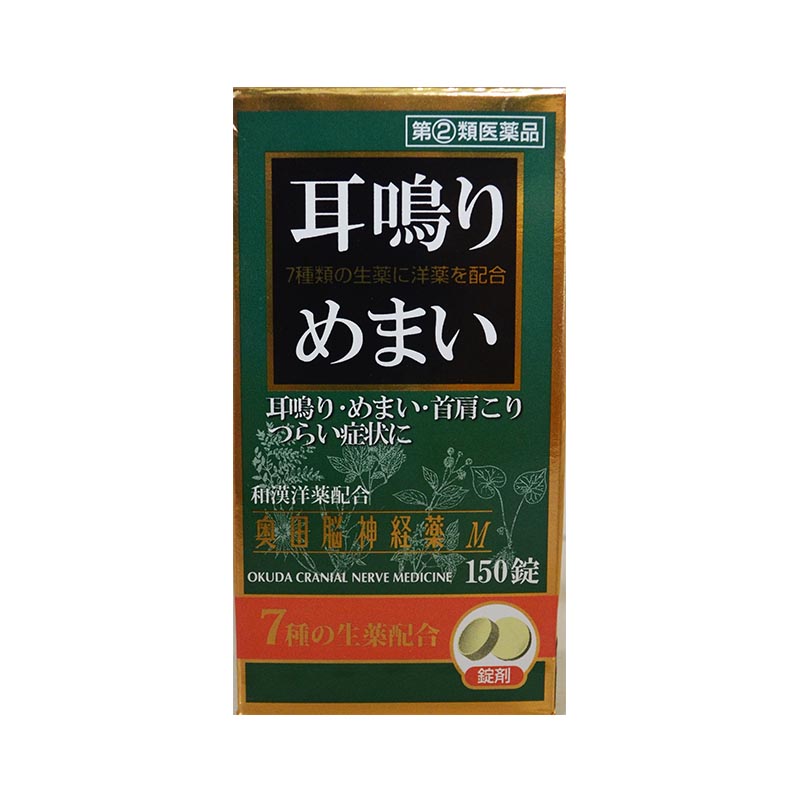 第②類医薬品
耳鳴り
7種類の生薬に洋薬を配合
めまい
耳鳴り・めまい・首肩こり
つらい症状に
和漢洋薬配合
奥田脳神経薬M
OKUDA CRANIAL NERVE MEDICINE 150錠
7種の生薬配合
錠剤